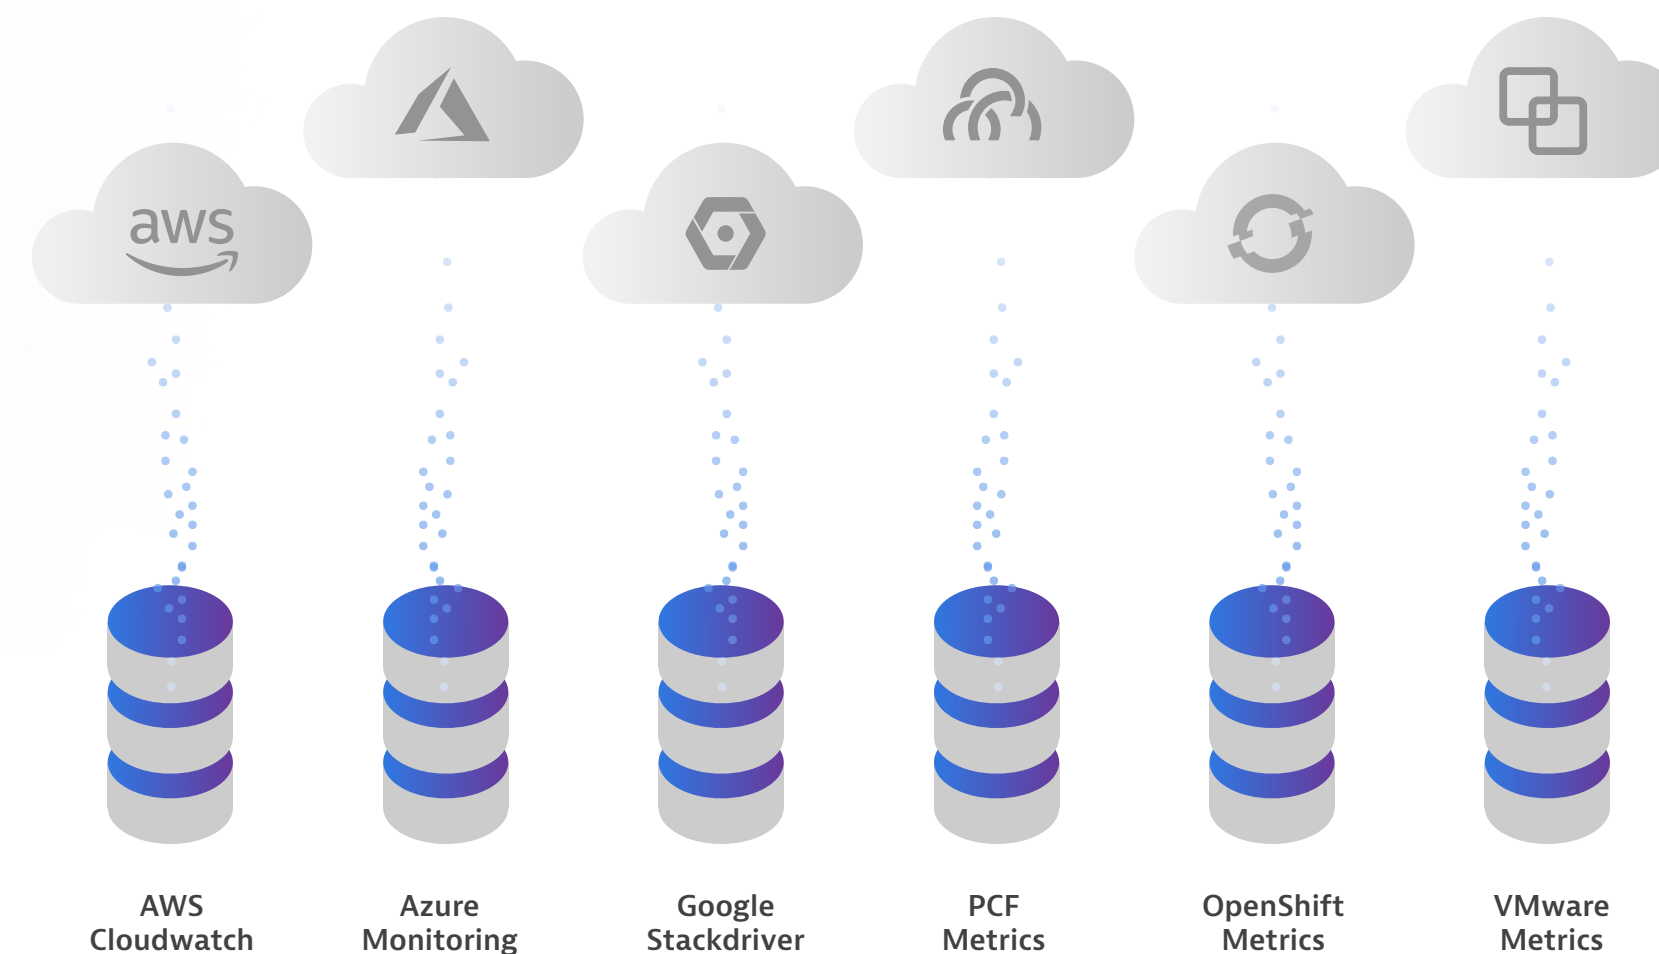 aws
AWS
Cloudwatch
Azure
Monitoring
Google
Stackdriver
PCF
Metrics
OpenShift
Metrics
VMware
Metrics